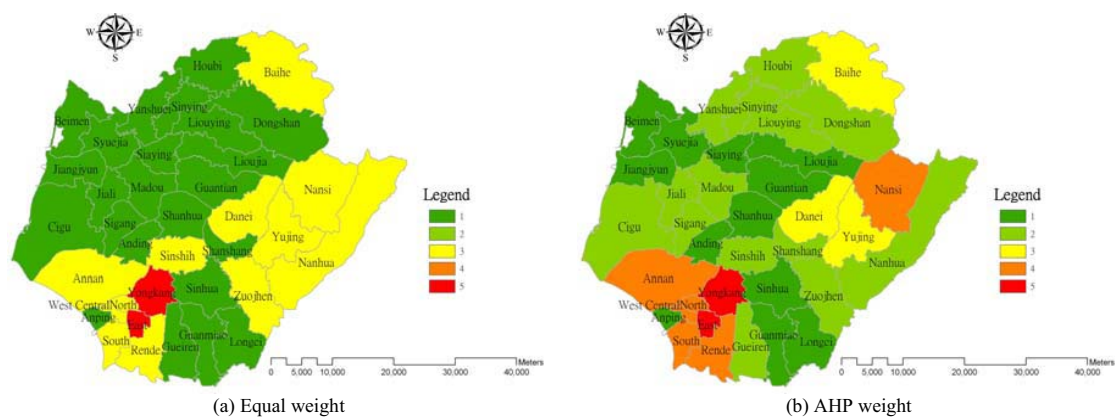 N
W E
S
Houbi
Baihe
Yanshuei
Sinying
Beimen
Liouying
Dongshan
Syuejia
Siaying
Jiangjyun
Lioujia
Jiali
Madou
Guantian
Nansi
Cigu
Sigang
Shanhua
Danei
Yujing
Anding
Sinshih
Shanshang
Nanhua
Annan
Yongkang
Sinhua
Zuojhen
West Central
North
Anping
East
South
Rende
Gueiren
Guanmiao
Longci
Legend
1
2
3
4
5
Meters
0 5,000 10,000 20,000 30,000 40,000
(a) Equal weight
N
W E
S
Houbi
Baihe
Yanshuei
Sinying
Beimen
Liouying
Dongshan
Syuejia
Siaying
Jiangjyun
Lioujia
Jiali
Madou
Guantian
Nansi
Cigu
Sigang
Shanhua
Danei
Yujing
Anding
Sinshih
Shanshang
Nanhua
Annan
Yongkang
Sinhua
Zuojhen
West Central
North
Anping
East
South
Rende
Gueiren
Guanmiao
Longci
Legend
1
2
3
4
5
Meters
0 5,000 10,000 20,000 30,000 40,000
(b) AHP weight